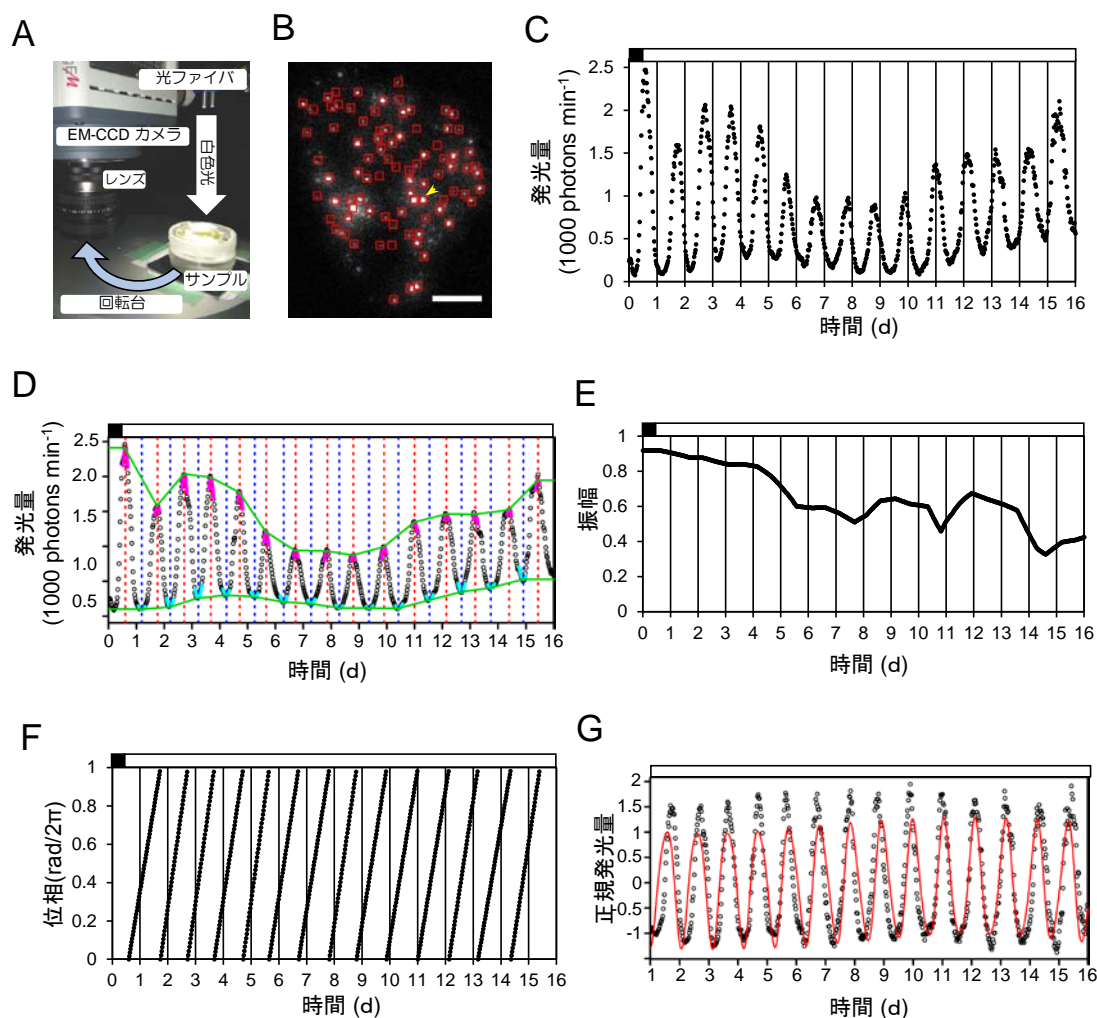 A
光ファイバ
EM-CCD カメラ
白色光
レンズ
サンプル
回転台
B
C
発光量
(1000 photons min-1)
2.5
2
1.5
1
0.5
0
0 1 2 3 4 5 6 7 8 9 10 11 12 13 14 15 16
時間 (d)
D
発光量
(1000 photons min-1)
2.5
2.0
1.5
1.0
0.5
0 1 2 3 4 5 6 7 8 9 10 11 12 13 14 15 16
時間 (d)
E
振幅
1
0.8
0.6
0.4
0.2
0
0 1 2 3 4 5 6 7 8 9 10 11 12 13 14 15 16
時間 (d)
F
位相(rad/2π)
1
0.8
0.6
0.4
0.2
0
0 1 2 3 4 5 6 7 8 9 10 11 12 13 14 15 16
時間 (d)
G
正規発光量
2
1.5
1
0.5
0
-0.5
-1
1 2 3 4 5 6 7 8 9 10 11 12 13 14 15 16
時間 (d)